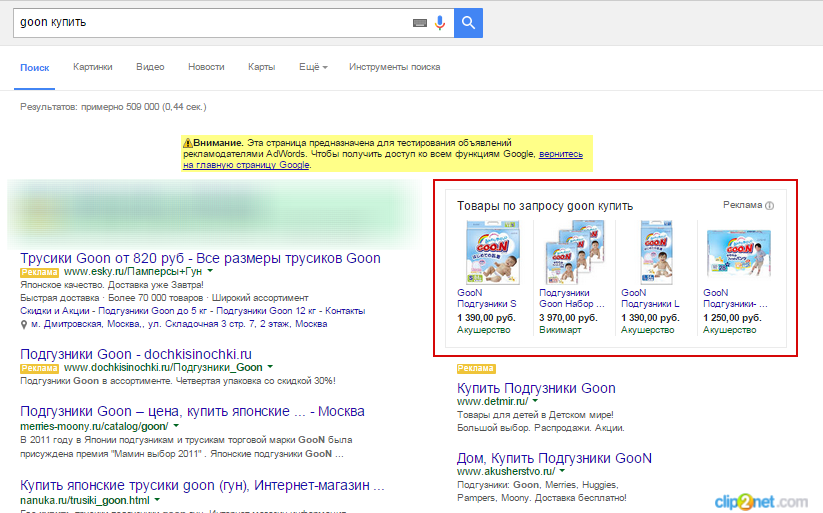 goon купить
Поиск Картинки Видео Новости Карты Ещё Инструменты поиска
Результатов: примерно 509 000 (0,44 сек.)
Внимание. Эта страница предназначена для тестирования объявлений
рекламодателями AdWords. Чтобы получить доступ ко всем функциям Google, вернитесь
на главную страницу Google.
Трусики Goon от 820 руб - Все размеры трусиков Goon
Реклама www.esky.ru/Памперсы+Гун
Японское качество. Доставка уже Завтра!
Быстрая доставка · Более 70 000 товаров · Широкий ассортимент
Скидки и Акции - Подгузники Goon до 5 кг - Подгузники Goon 12 кг - Контакты
м. Дмитровская, Москва,, ул. Складочная 3 стр. 7, 2 этаж, Москва
Подгузники Goon - dochkisinochki.ru
Реклама www.dochkisinochki.ru/Подгузники_Goon
Подгузники Goon в ассортименте. Четвертая упаковка со скидкой 30%!
Подгузники Goon – цена, купить японские ... - Москва
merries-moony.ru/catalog/goon/
В 2011 году в Японии подгузникам и трусикам торговой марки GooN была
присуждена премия "Мамин выбор 2011" . Японские подгузники GooN ...
Купить японские трусики goon (гун), Интернет-магазин ...
nanuka.ru/trusiki_goon.html
Товары по запросу goon купить
Реклама
GooN
Подгузники S
1 390,00 руб.
Акушерство
Подгузники
Goon Набор ...
3 970,00 руб.
Викимарт
GooN
Подгузники L
1 390,00 руб.
Акушерство
GooN
Подгузники- ...
1 250,00 руб.
Акушерство
Реклама
Купить Подгузники Goon
www.detmir.ru/
Товары для детей в Детском мире!
Большой выбор. Распродажи. Акции.
Дом, Купить Подгузники GooN
www.akusherstvo.ru/
Подгузники: Goon, Merries, Huggies,
Pampers, Moony. Доставка бесплатно!
clip2net.com